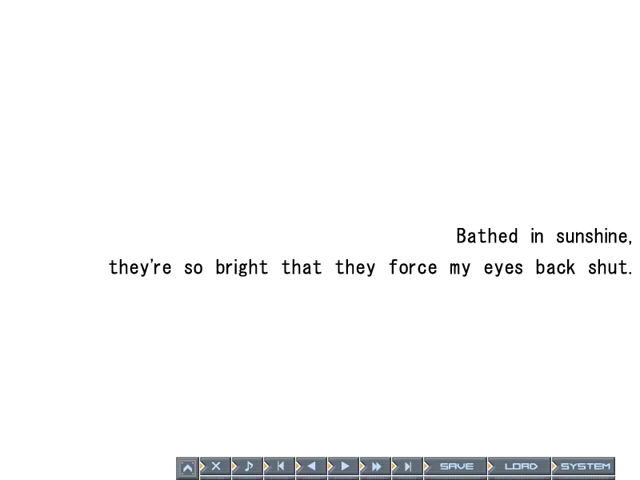 Bathed in sunshine,
they're so bright that they force my eyes back shut.
SAVE LOAD SYSTEM